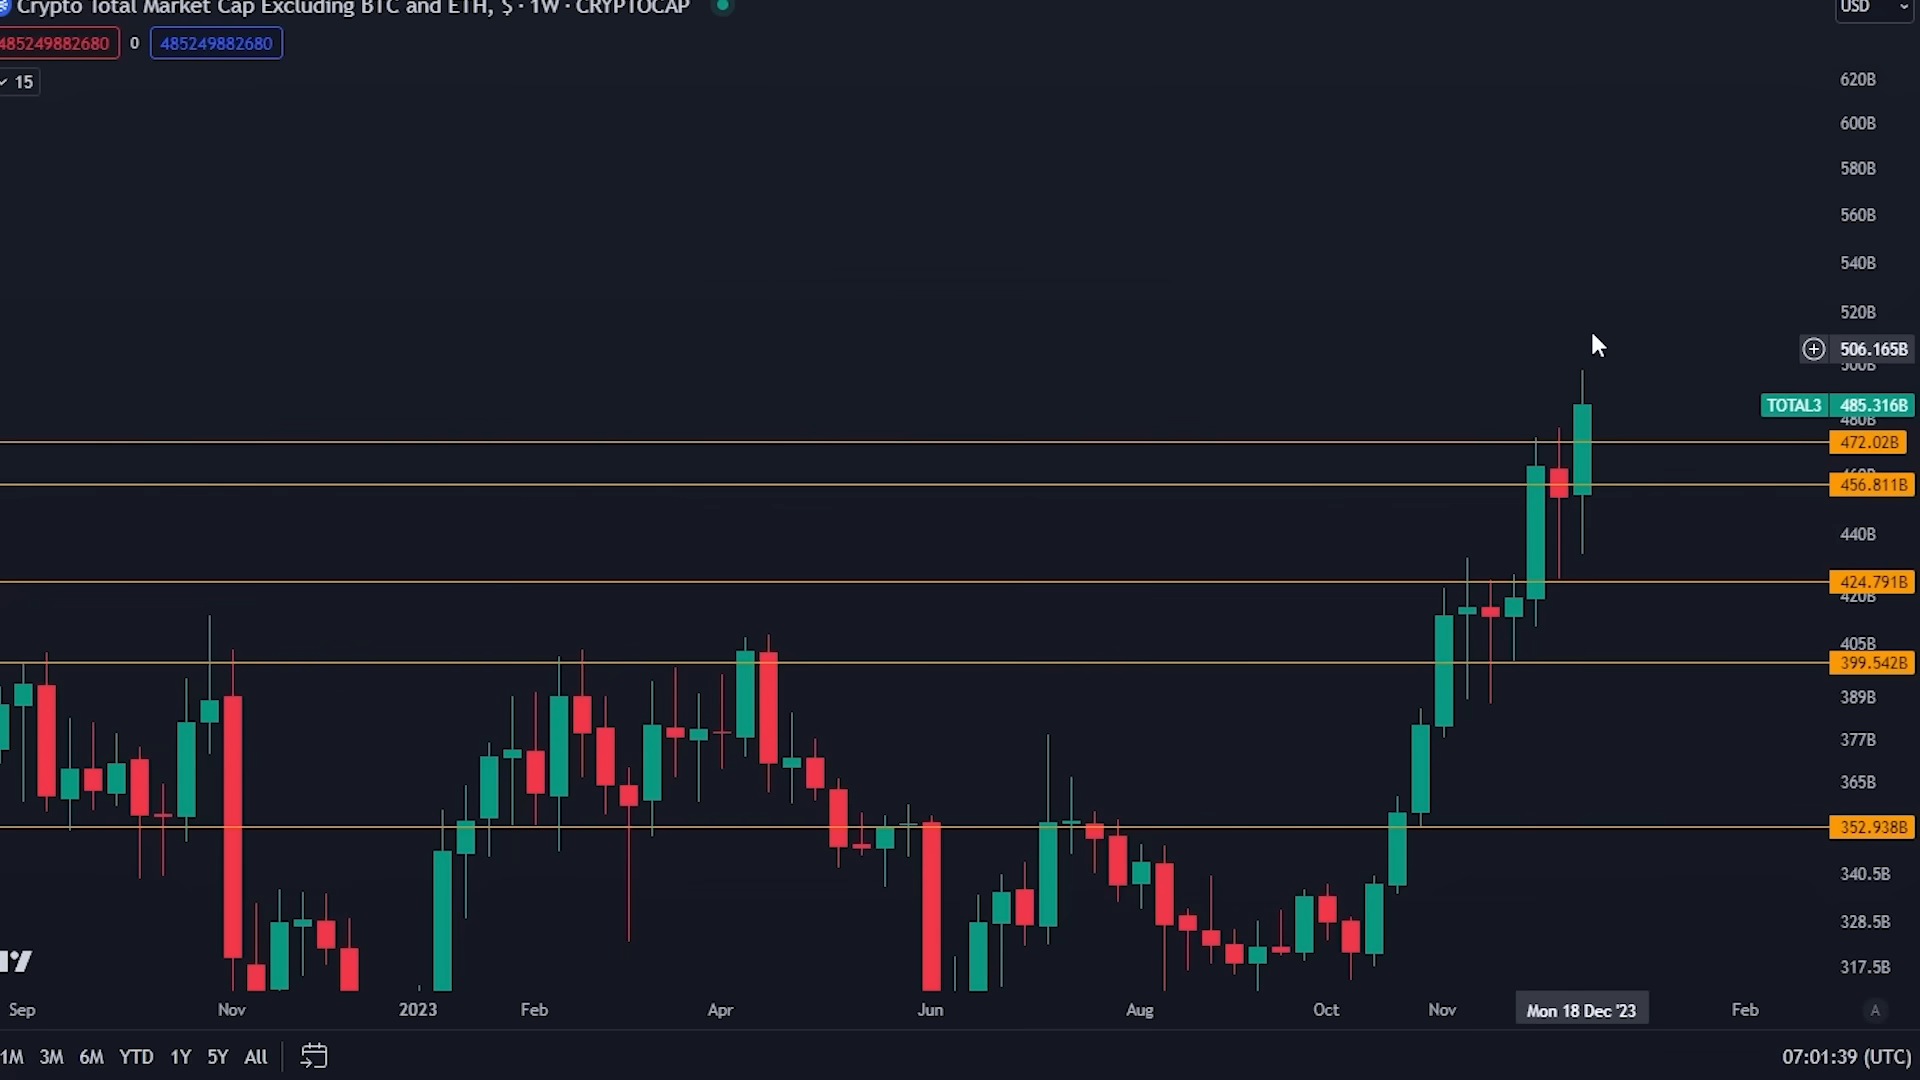 Crypto Total Market Cap Excluding BTC and ETH, $ · 1W · CRYPTOCAP
USD
485249882680 0 485249882680
15
620B
600B
580B
560B
540B
520B
506.165B
500B
TOTAL3 485.316B
480B
472.02B
460B
456.811B
440B
424.791B
420B
405B
399.542B
389B
377B
365B
352.938B
340.5B
328.5B
317.5B
Sep Nov 2023 Feb Apr Jun Aug Oct Nov Mon 18 Dec '23 Feb A
1M 3M 6M YTD 1Y 5Y All 07:01:39 (UTC)